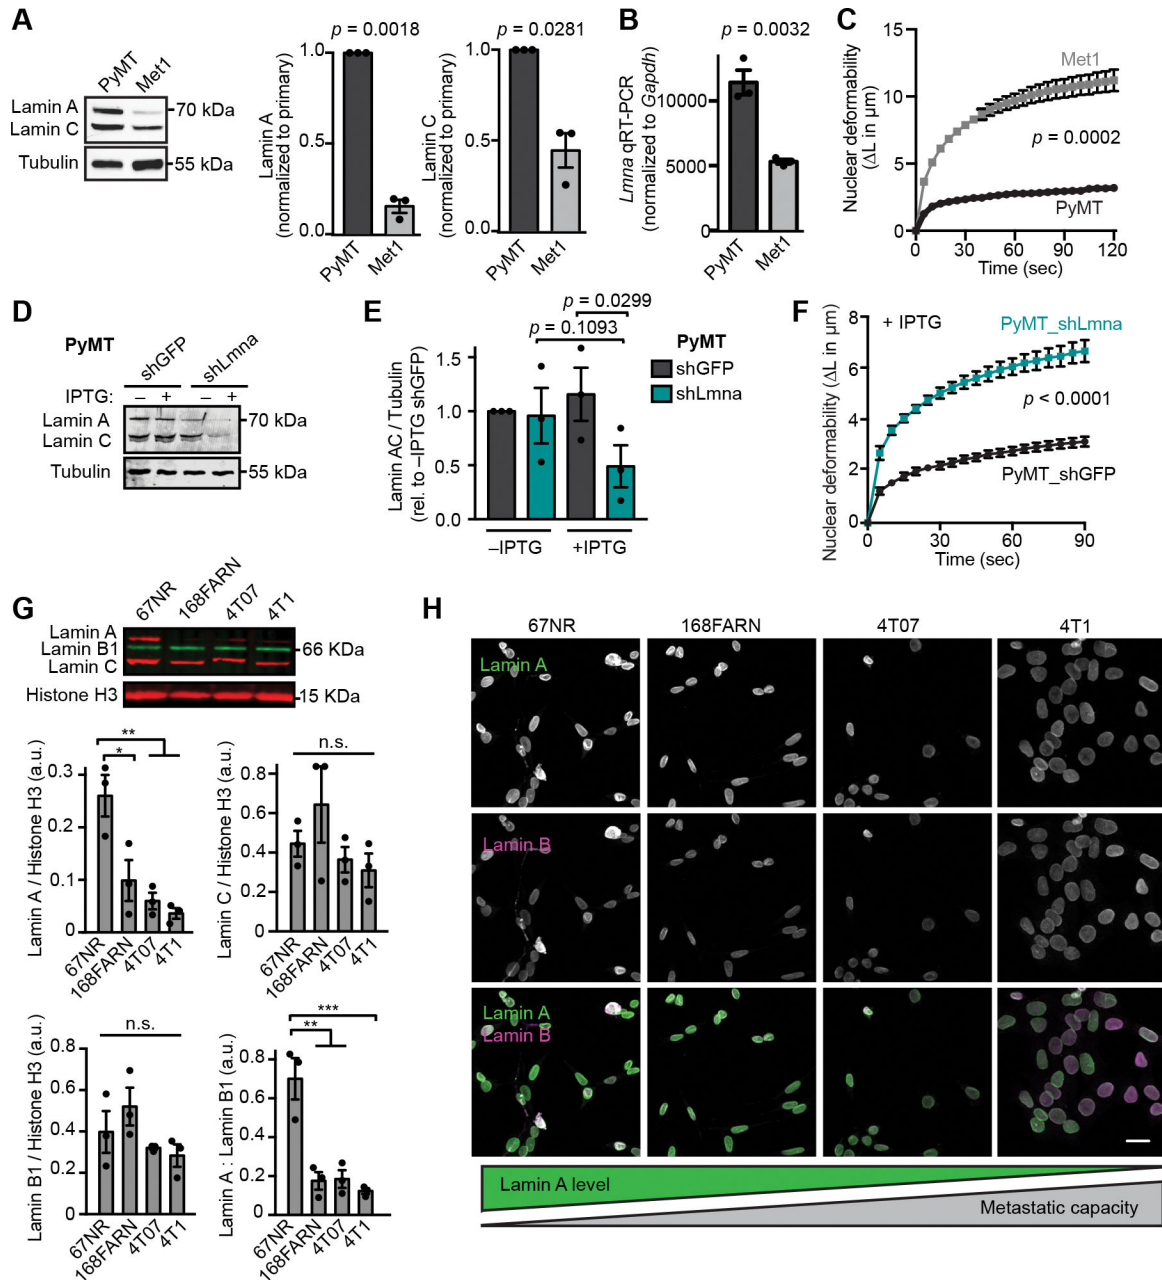 A
PyMT
Met1
Lamin A
Lamin C
Tubulin
70 kDa
55 kDa
p = 0.0018
Lamin A
(normalized to primary)
1.0
0.5
0.0
PyMT
Met1
p = 0.0281
Lamin C
(normalized to primary)
1.0
0.5
0.0
PyMT
Met1
B
p = 0.0032
Lmna qRT-PCR
(normalized to Gapdh)
10000
5000
0
PyMT
Met1
C
Nuclear deformability
(ΔL in µm)
15
10
5
0
Met1
p = 0.0002
PyMT
0 30 60 90 120
Time (sec)
D
PyMT
shGFP
shLmna
IPTG: – + – +
Lamin A
Lamin C
Tubulin
70 kDa
55 kDa
E
p = 0.0299
p = 0.1093
PyMT
shGFP
shLmna
Lamin AC / Tubulin
(rel. to –IPTG shGFP)
1.5
1.0
0.5
0.0
–IPTG +IPTG
F
Nuclear deformability (ΔL in µm)
8
6
4
2
0
+ IPTG
PyMT_shLmna
p < 0.0001
PyMT_shGFP
0 30 60 90
Time (sec)
G
67NR
168FARN
4T07
4T1
Lamin A
Lamin B1
Lamin C
Histone H3
66 KDa
15 KDa
Lamin A / Histone H3 (a.u.)
0.3
0.2
0.1
0
**
*
67NR
168FARN
4T07
4T1
Lamin C / Histone H3 (a.u.)
0.8
0.6
0.4
0.2
0
n.s.
67NR
168FARN
4T07
4T1
Lamin B1 / Histone H3 (a.u.)
0.8
0.6
0.4
0.2
0
n.s.
67NR
168FARN
4T07
4T1
Lamin A : Lamin B1 (a.u.)
0.8
0.6
0.4
0.2
0
***
**
67NR
168FARN
4T07
4T1
H
67NR 168FARN 4T07 4T1
Lamin A
Lamin B
Lamin A
Lamin B
Lamin A level
Metastatic capacity